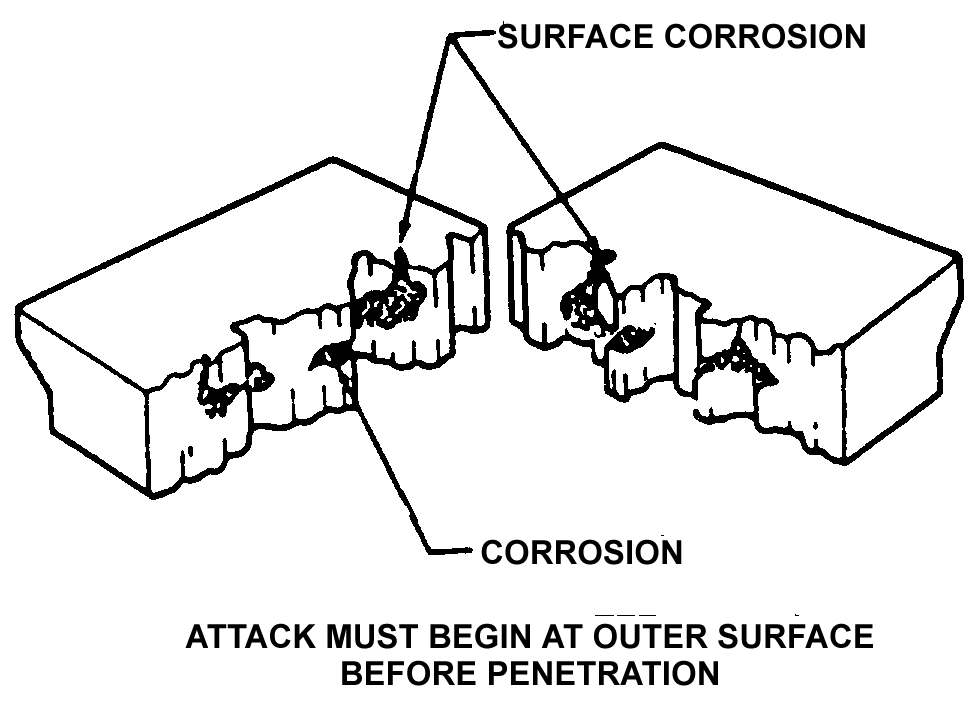 SURFACE CORROSION
CORROSION
ATTACK MUST BEGIN AT OUTER SURFACE
BEFORE PENETRATION